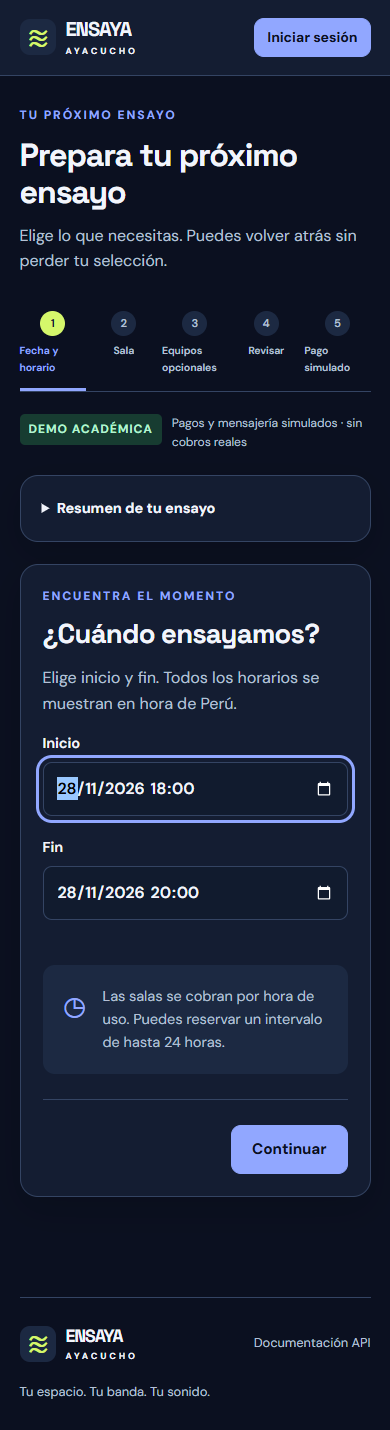 ENSAYA
AYACUCHO
Iniciar sesión
TU PRÓXIMO ENSAYO
Prepara tu próximo
ensayo
Elige lo que necesitas. Puedes volver atrás sin
perder tu selección.
1
Fecha y
horario
2
Sala
3
Equipos
opcionales
4
Revisar
5
Pago
simulado
DEMO ACADÉMICA
Pagos y mensajería simulados · sin
cobros reales
Resumen de tu ensayo
ENCUENTRA EL MOMENTO
¿Cuándo ensayamos?
Elige inicio y fin. Todos los horarios se
muestran en hora de Perú.
Inicio
28/11/2026 18:00
Fin
28/11/2026 20:00
Las salas se cobran por hora de
uso. Puedes reservar un intervalo
de hasta 24 horas.
Continuar
ENSAYA
AYACUCHO
Documentación API
Tu espacio. Tu banda. Tu sonido.